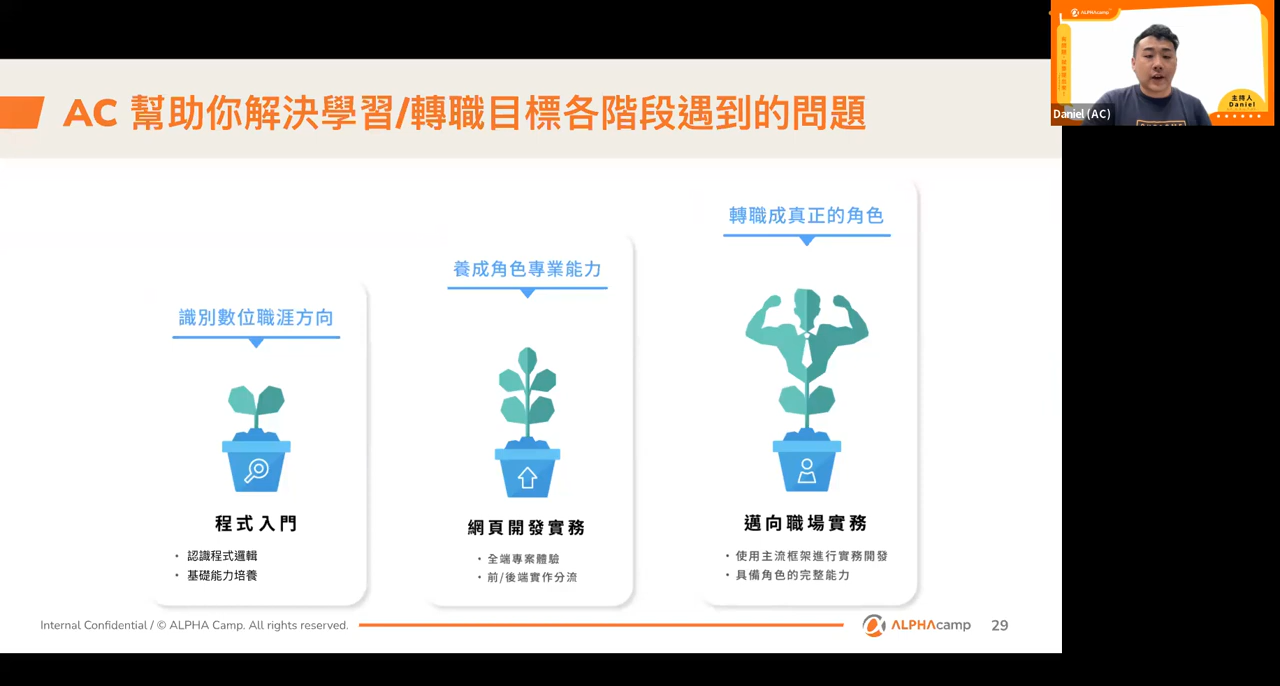 AC 幫助你解決學習/轉職目標各階段遇到的問題
ALPHAcamp
主持人
Daniel
Daniel (AC)
識別數位職涯方向
程式入門
• 認識程式邏輯
• 基礎能力培養
養成角色專業能力
網頁開發實務
• 全端專案體驗
• 前/後端實作分流
轉職成真正的角色
邁向職場實務
• 使用主流框架進行實務開發
• 具備角色的完整能力
Internal Confidential / © ALPHA Camp. All rights reserved.
ALPHAcamp
29